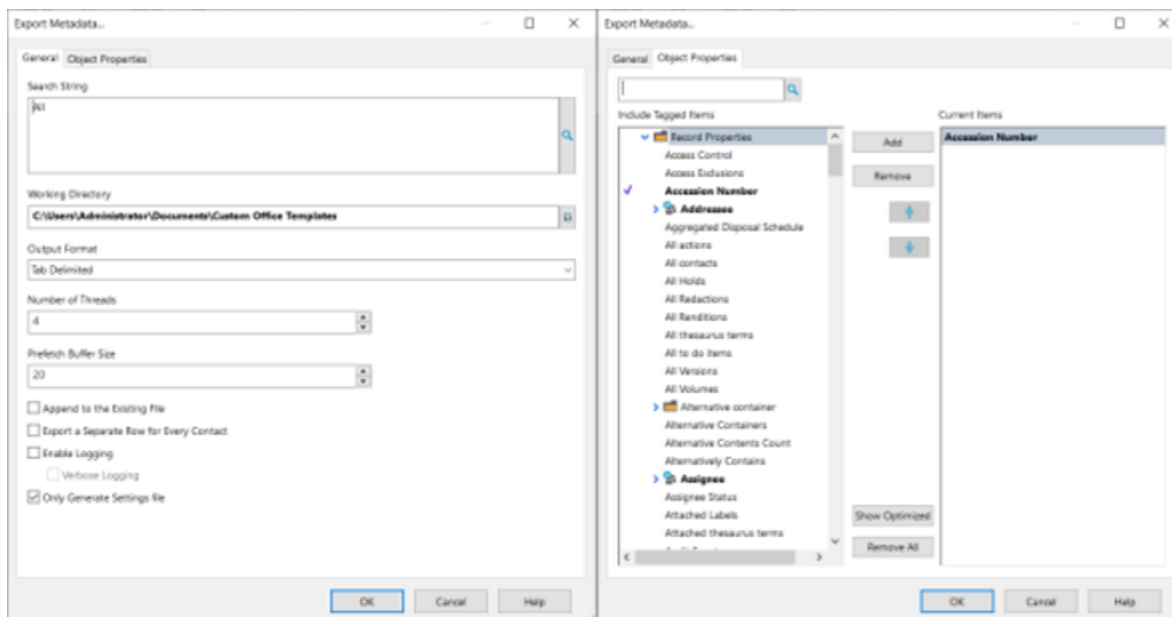 Export Metadata...
General Object Properties
Search String
All
Working Directory
C:\Users\Administrator\Documents\Custom Office Templates
Output Format
Tab Delimited
Number of Threads
4
Prefetch Buffer Size
20
Append to the Existing File
Export a Separate Row for Every Contact
Enable Logging
Verbose Logging
Only Generate Settings file
OK Cancel Help
Export Metadata...
General Object Properties
Include Tagged Items
Record Properties
Access Control
Access Exclusions
Accession Number
Addressee
Aggregated Disposal Schedule
All actions
All contacts
All Holds
All Redactions
All Renditions
All thesaurus terms
All to do items
All Versions
All Volumes
Alternative container
Alternative Containers
Alternative Contents Count
Alternatively Contains
Assignee
Assignee Status
Attached Labels
Attached thesaurus terms
Add
Remove
Show Optimized
Remove All
Current Items
Accession Number
OK Cancel Help